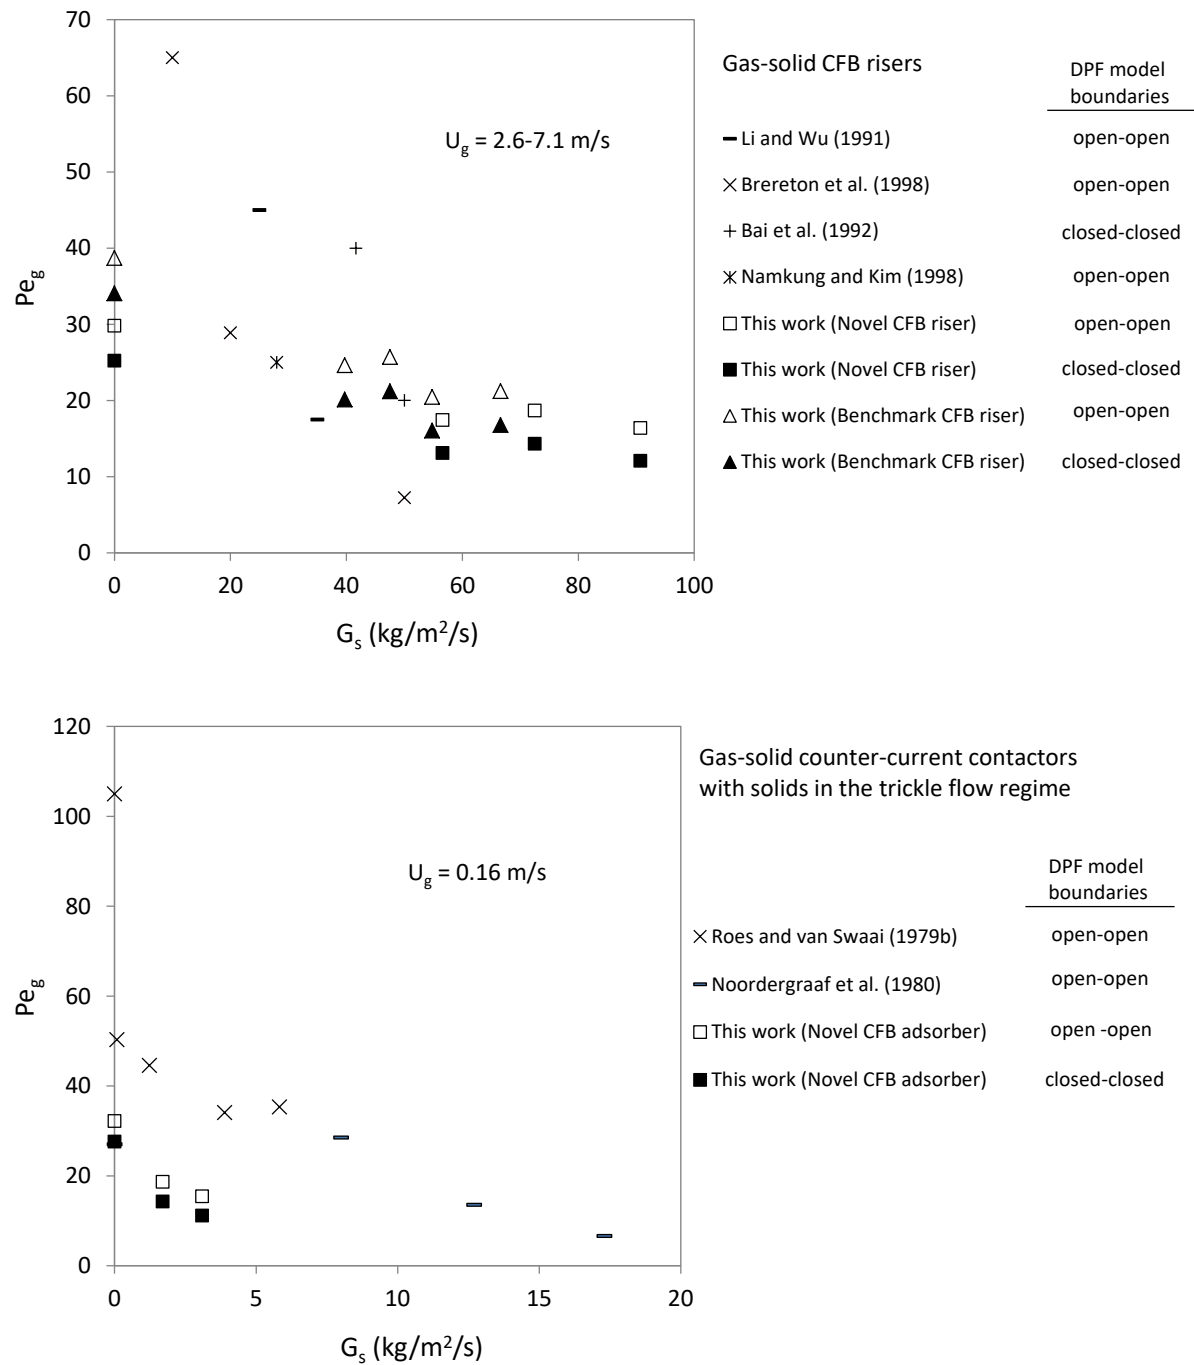 70
60
50
40
30
20
10
0
Pe_g
U_g = 2.6-7.1 m/s
0 20 40 60 80 100
G_s (kg/m²/s)
Gas-solid CFB risers
DPF model
boundaries
Li and Wu (1991) open-open
Brereton et al. (1998) open-open
Bai et al. (1992) closed-closed
Namkung and Kim (1998) open-open
This work (Novel CFB riser) open-open
This work (Novel CFB riser) closed-closed
This work (Benchmark CFB riser) open-open
This work (Benchmark CFB riser) closed-closed
120
100
80
60
40
20
0
Pe_g
U_g = 0.16 m/s
0 5 10 15 20
G_s (kg/m²/s)
Gas-solid counter-current contactors
with solids in the trickle flow regime
DPF model
boundaries
Roes and van Swaai (1979b) open-open
Noordergraaf et al. (1980) open-open
This work (Novel CFB adsorber) open -open
This work (Novel CFB adsorber) closed-closed